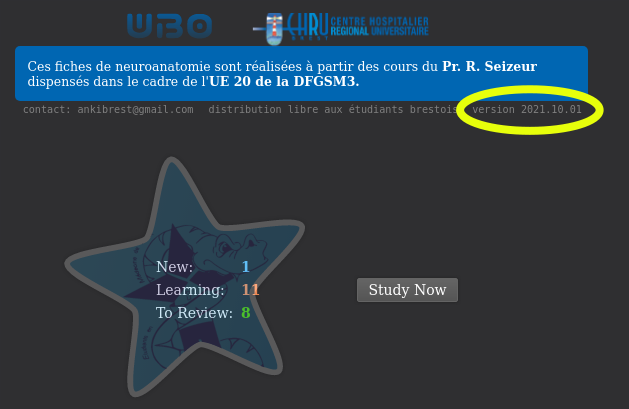 UBO
CHRU CENTRE HOSPITALIER
REGIONAL UNIVERSITAIRE
BREST
Ces fiches de neuroanatomie sont réalisées à partir des cours du Pr. R. Seizeur
dispensés dans le cadre de l'UE 20 de la DFGSM3.
contact: ankibrest@gmail.com distribution libre aux étudiants brestois version 2021.10.01
New: 1
Learning: 11
To Review: 8
Study Now